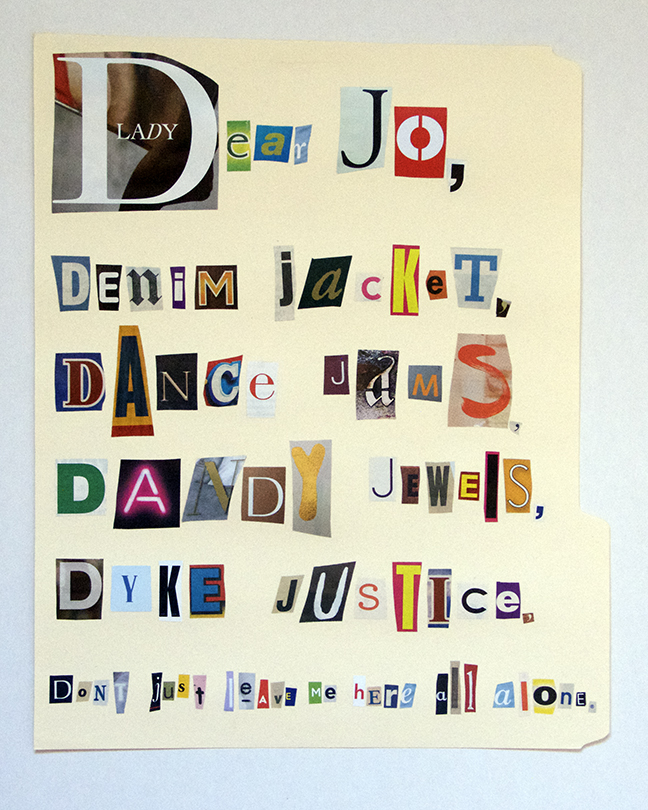 LADY
Dear Jo,
DENiM jacKeT,
DANCe JaMS,
DANDY JEWElS,
DYKE JUSTICe,
DoNT just leAvE Me hEre all aloNE.